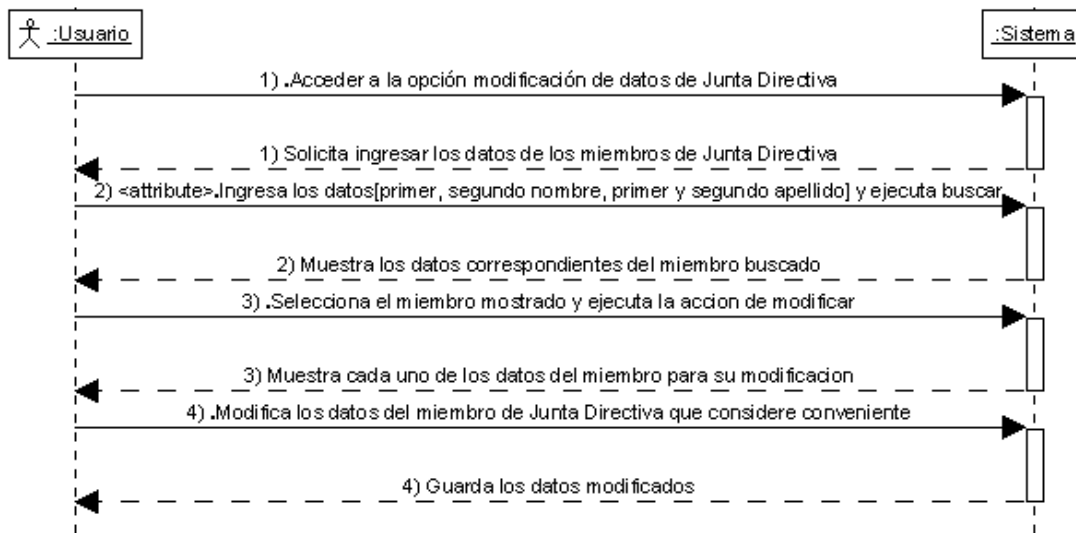 :Usuario
:Sistema
1) .Acceder a la opción modificación de datos de Junta Directiva
1) Solicita ingresar los datos de los miembros de Junta Directiva
2) <attribute>.Ingresa los datos[primer, segundo nombre, primer y segundo apellido] y ejecuta buscar
2) Muestra los datos correspondientes del miembro buscado
3) .Selecciona el miembro mostrado y ejecuta la accion de modificar
3) Muestra cada uno de los datos del miembro para su modificacion
4) .Modifica los datos del miembro de Junta Directiva que considere conveniente
4) Guarda los datos modificados